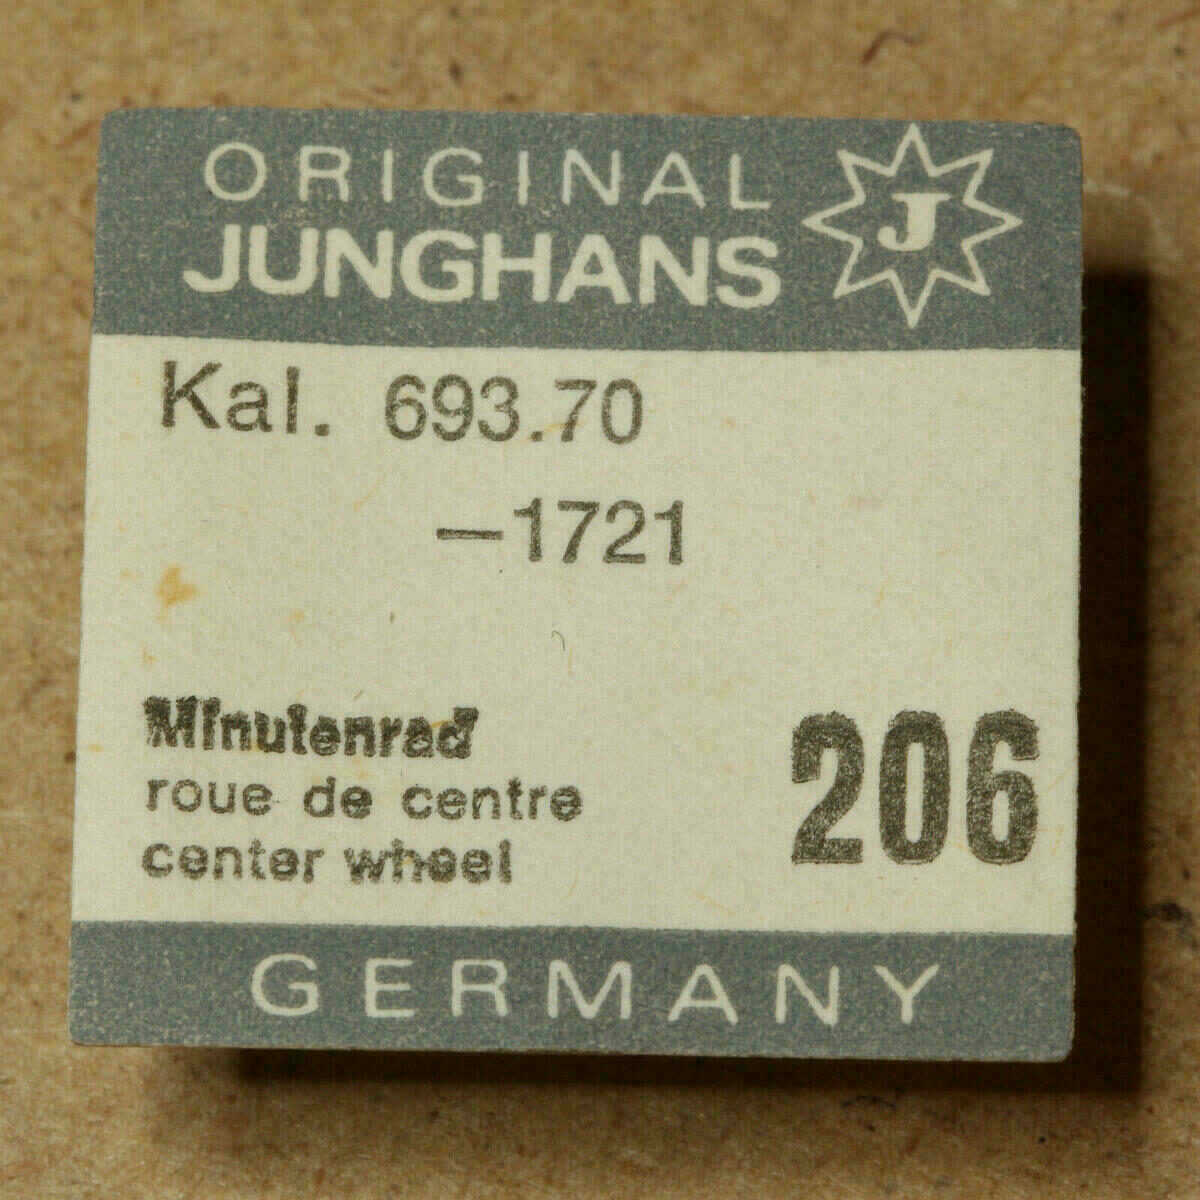 ORIGINAL
JUNGHANS
J
Kal. 693.70
—1721
Minutenrad
roue de centre
center wheel
206
GERMANY